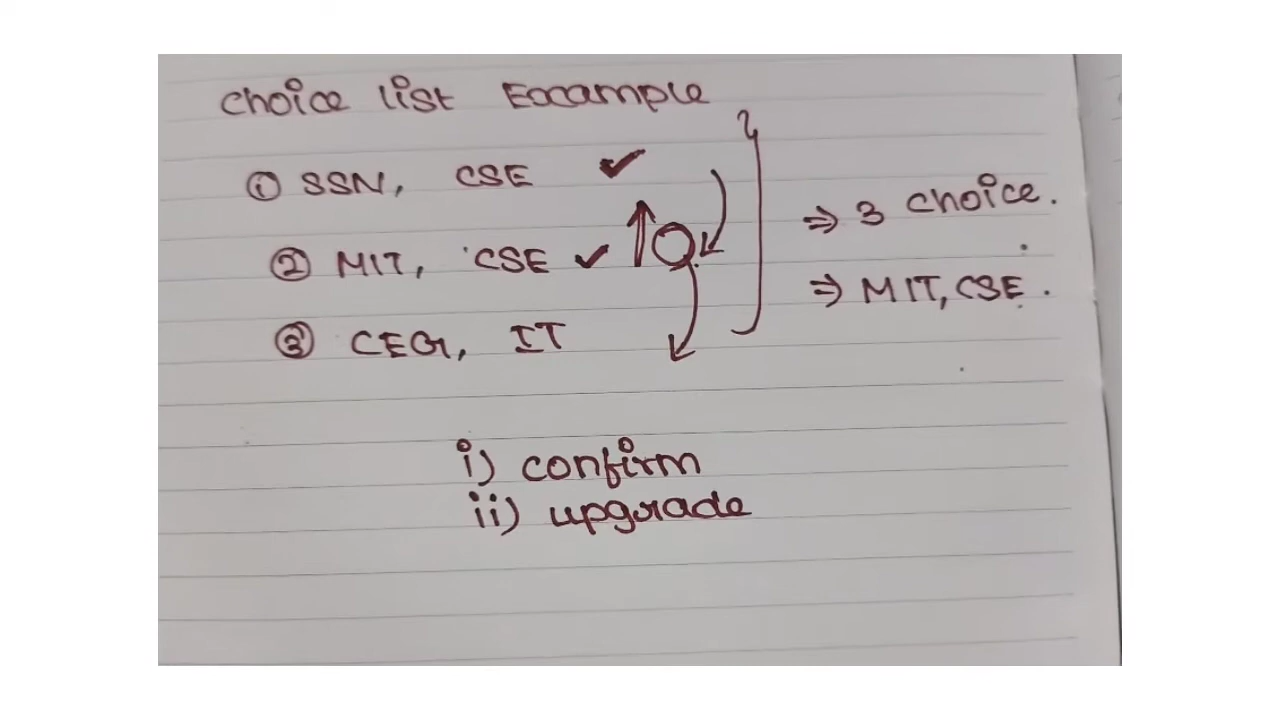 Choice list Example
① SSN, CSE ✔
② MIT, CSE ✔
③ CEG, IT
⇒ 3 choice.
⇒ MIT, CSE.
i) confirm
ii) upgrade